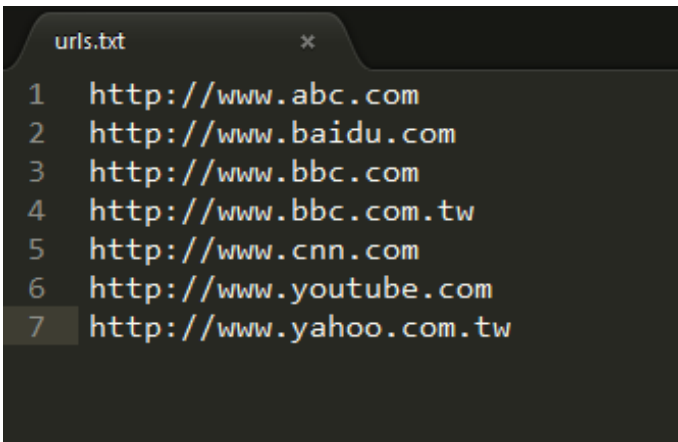 urls.txt ×
1 http://www.abc.com
2 http://www.baidu.com
3 http://www.bbc.com
4 http://www.bbc.com.tw
5 http://www.cnn.com
6 http://www.youtube.com
7 http://www.yahoo.com.tw